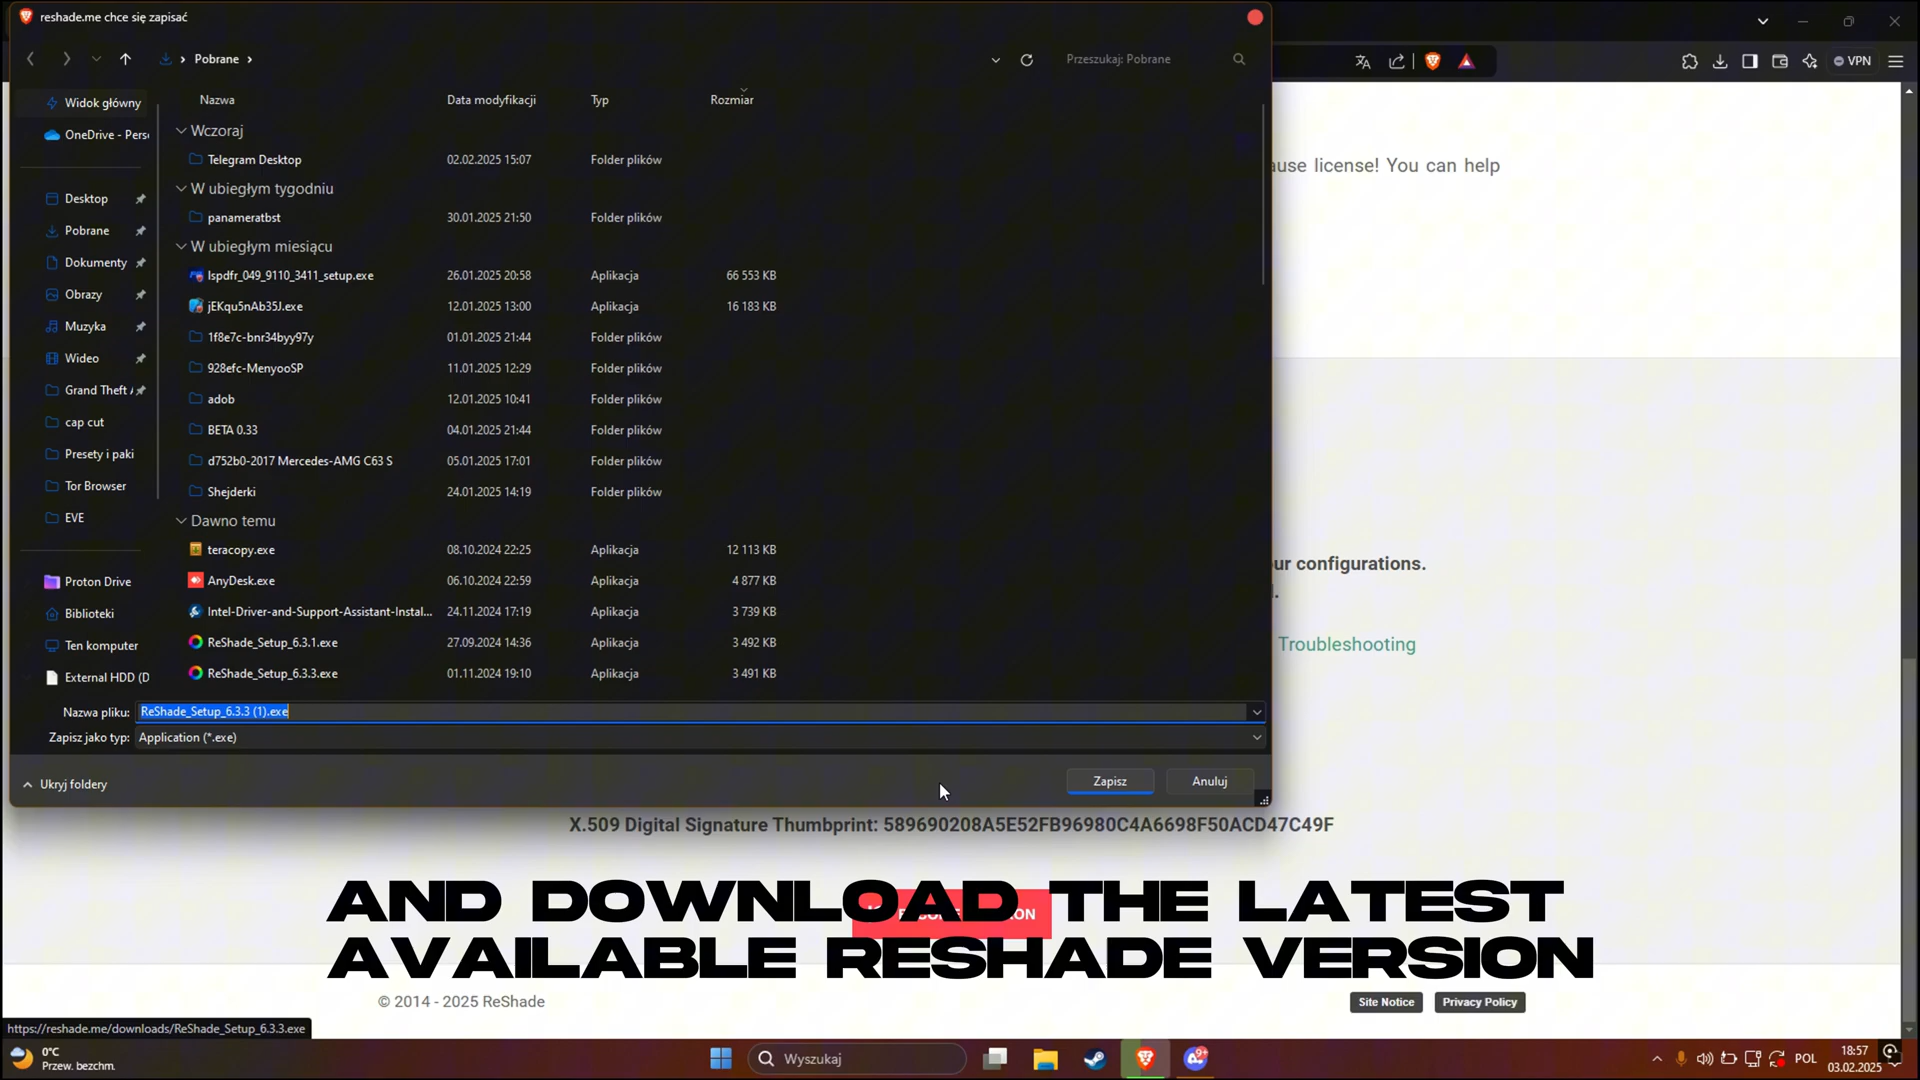 reshade.me chce się zapisać
Pobrane
Przeszukaj: Pobrane
VPN
Nazwa
Data modyfikacji
Typ
Rozmiar
Widok główny
OneDrive - Perso
Desktop
Pobrane
Dokumenty
Obrazy
Muzyka
Wideo
Grand Theft A
cap cut
Presety i paki
Tor Browser
EVE
Proton Drive
Biblioteki
Ten komputer
External HDD (D
Wczoraj
Telegram Desktop 02.02.2025 15:07 Folder plików
W ubiegłym tygodniu
panameratbst 30.01.2025 21:50 Folder plików
W ubiegłym miesiącu
lspdfr_049_9110_3411_setup.exe 26.01.2025 20:58 Aplikacja 66 553 KB
jEKqu5nAb35J.exe 12.01.2025 13:00 Aplikacja 16 183 KB
1f8e7c-bnr34byy97y 01.01.2025 21:44 Folder plików
928efc-MenyooSP 11.01.2025 12:29 Folder plików
adob 12.01.2025 10:41 Folder plików
BETA 0.33 04.01.2025 21:44 Folder plików
d752b0-2017 Mercedes-AMG C63 S 05.01.2025 17:01 Folder plików
Shejderki 24.01.2025 14:19 Folder plików
Dawno temu
teracopy.exe 08.10.2024 22:25 Aplikacja 12 113 KB
AnyDesk.exe 06.10.2024 22:59 Aplikacja 4 877 KB
Intel-Driver-and-Support-Assistant-Instal... 24.11.2024 17:19 Aplikacja 3 739 KB
ReShade_Setup_6.3.1.exe 27.09.2024 14:36 Aplikacja 3 492 KB
ReShade_Setup_6.3.3.exe 01.11.2024 19:10 Aplikacja 3 491 KB
Nazwa pliku: ReShade_Setup_6.3.3 (1).exe
Zapisz jako typ: Application (*.exe)
Ukryj foldery
Zapisz
Anuluj
ause license! You can help
ur configurations.
Troubleshooting
X.509 Digital Signature Thumbprint: 589690208A5E52FB96980C4A6698F50ACD47C49F
AND DOWNLOAD THE LATEST
AVAILABLE RESHADE VERSION
© 2014 - 2025 ReShade
Site Notice
Privacy Policy
https://reshade.me/downloads/ReShade_Setup_6.3.3.exe
0°C
Przew. bezchm.
Wyszukaj
9+
POL
18:57
03.02.2025